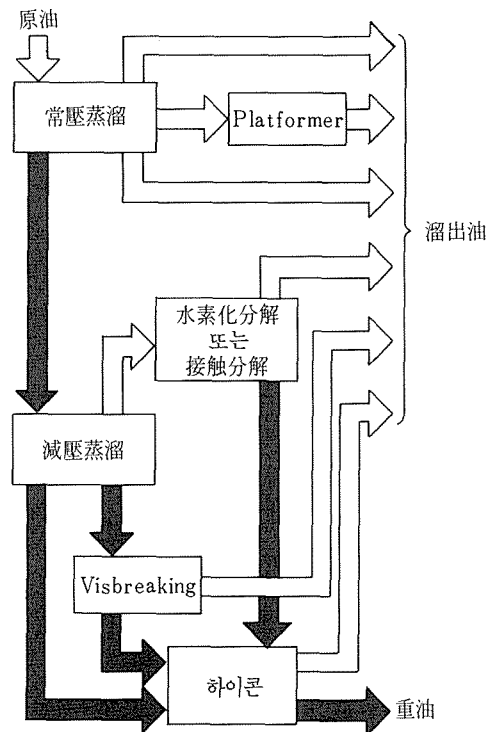 原油
常壓蒸溜
Platformer
溜出油
水素化分解
또는
接触分解
減壓蒸溜
Visbreaking
하이콘
重油